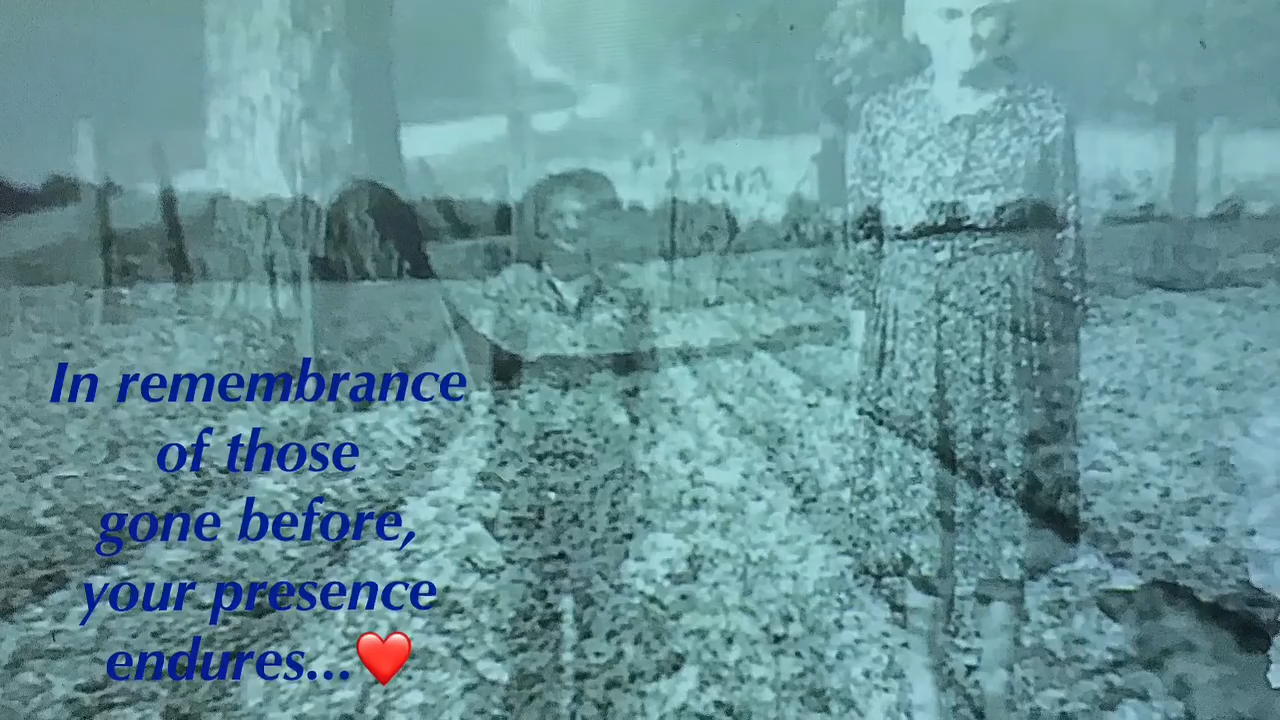 In remembrance
of those
gone before,
your presence
endures...❤️